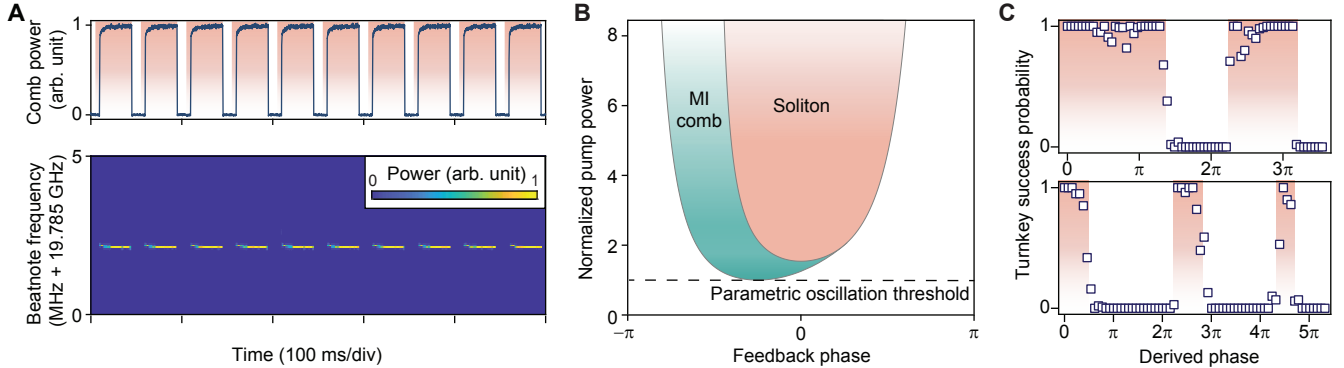 A
Comb power
(arb. unit)
1
0
Beatnote frequency
(MHz + 19.785 GHz)
5
0
Power (arb. unit)
0 1
Time (100 ms/div)
B
Normalized pump power
8
6
4
2
0
MI
comb
Soliton
Parametric oscillation threshold
−π 0 π
Feedback phase
C
Turnkey success probability
1
0
0 π 2π 3π
1
0
0 π 2π 3π 4π 5π
Derived phase